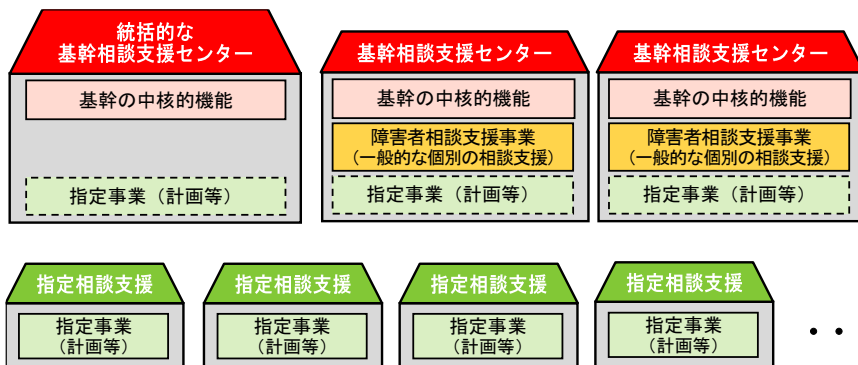 統括的な
基幹相談支援センター
基幹の中核的機能
指定事業（計画等）
基幹相談支援センター
基幹の中核的機能
障害者相談支援事業
（一般的な個別の相談支援）
指定事業（計画等）
基幹相談支援センター
基幹の中核的機能
障害者相談支援事業
（一般的な個別の相談支援）
指定事業（計画等）
指定相談支援
指定事業
（計画等）
指定相談支援
指定事業
（計画等）
指定相談支援
指定事業
（計画等）
指定相談支援
指定事業
（計画等）
・・